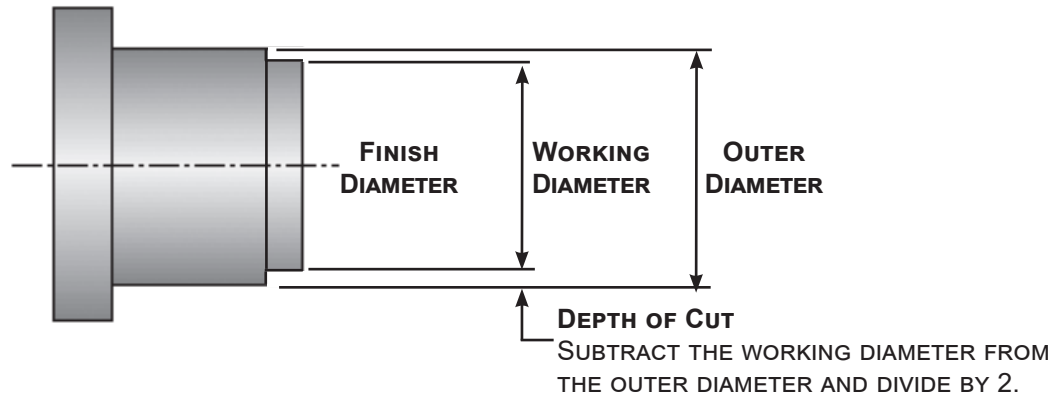 FINISH
DIAMETER
WORKING
DIAMETER
OUTER
DIAMETER
DEPTH OF CUT
SUBTRACT THE WORKING DIAMETER FROM
THE OUTER DIAMETER AND DIVIDE BY 2.